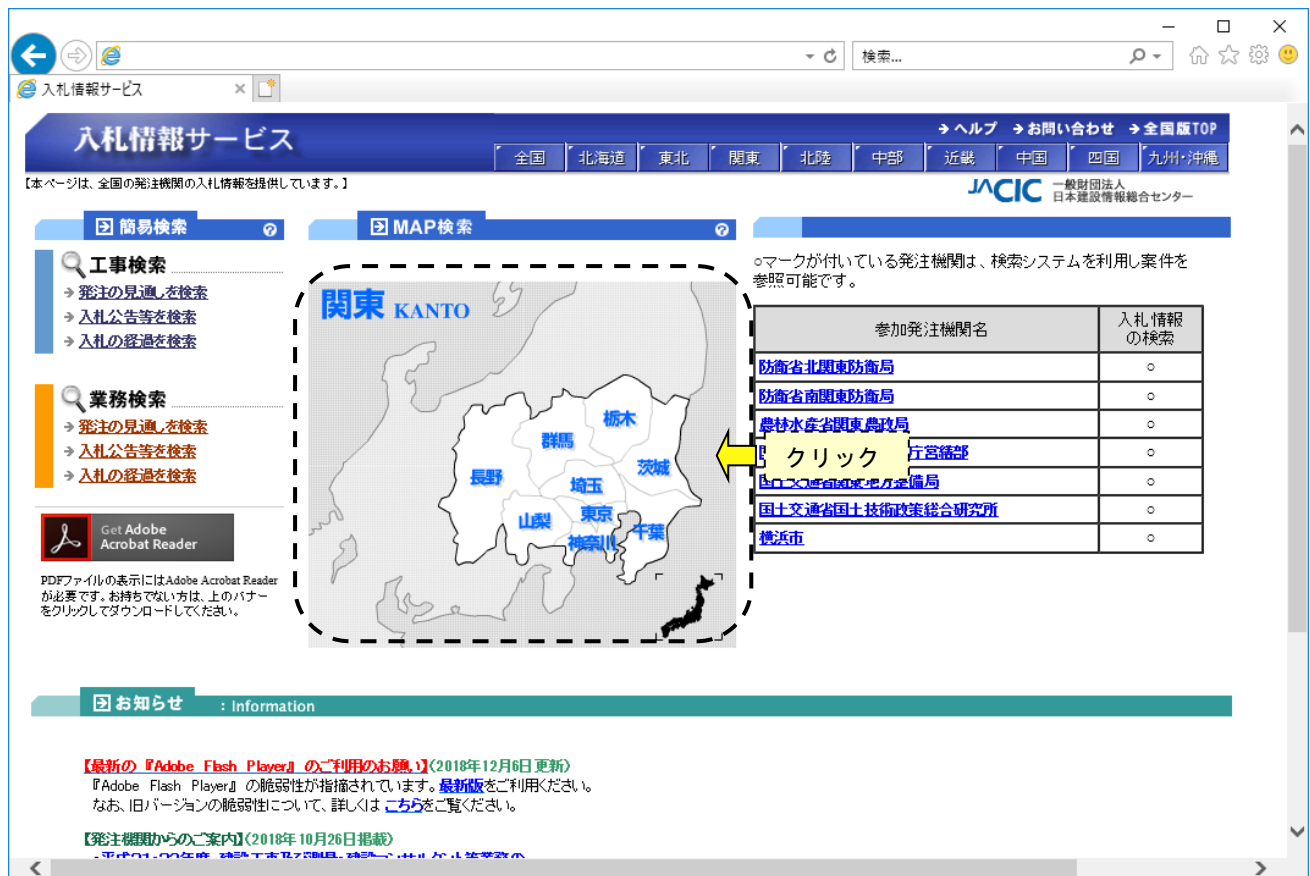 検索...
入札情報サービス
入札情報サービス
ヘルプ お問い合わせ 全国版TOP
全国 北海道 東北 関東 北陸 中部 近畿 中国 四国 九州・沖縄
【本ページは、全国の発注機関の入札情報を提供しています。】
JACIC 一般財団法人
日本建設情報総合センター
簡易検索
工事検索
発注の見通しを検索
入札公告等を検索
入札の経過を検索
業務検索
発注の見通しを検索
入札公告等を検索
入札の経過を検索
Get Adobe
Acrobat Reader
PDFファイルの表示にはAdobe Acrobat Reader
が必要です。お持ちでない方は、上のバナー
をクリックしてダウンロードしてください。
MAP検索
関東 KANTO
栃木
群馬
茨城
長野
埼玉
東京
山梨
千葉
神奈川
クリック
○マークが付いている発注機関は、検索システムを利用し案件を
参照可能です。
参加発注機関名 入札情報
の検索
防衛省北関東防衛局 ○
防衛省南関東防衛局 ○
農林水産省関東農政局 ○
庁営繕部 ○
国土交通省関東地方整備局 ○
国土交通省国土技術政策総合研究所 ○
横浜市 ○
お知らせ : Information
【最新の『Adobe Flash Player』のご利用のお願い】(2018年12月6日更新)
『Adobe Flash Player』の脆弱性が指摘されています。最新版をご利用ください。
なお、旧バージョンの脆弱性について、詳しくは こちらをご覧ください。
【発注機関からのご案内】(2018年10月26日掲載)